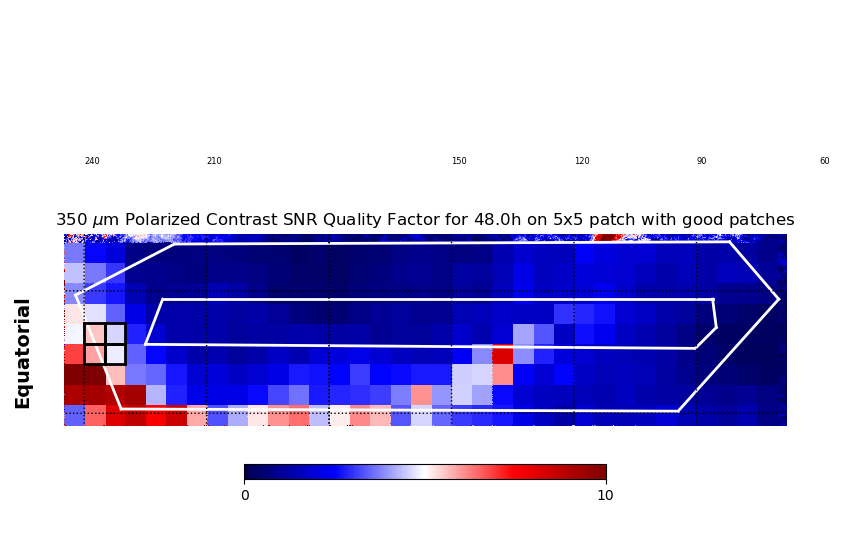 240 210 150 120 90 60
350 μm Polarized Contrast SNR Quality Factor for 48.0h on 5x5 patch with good patches
Equatorial
0 10